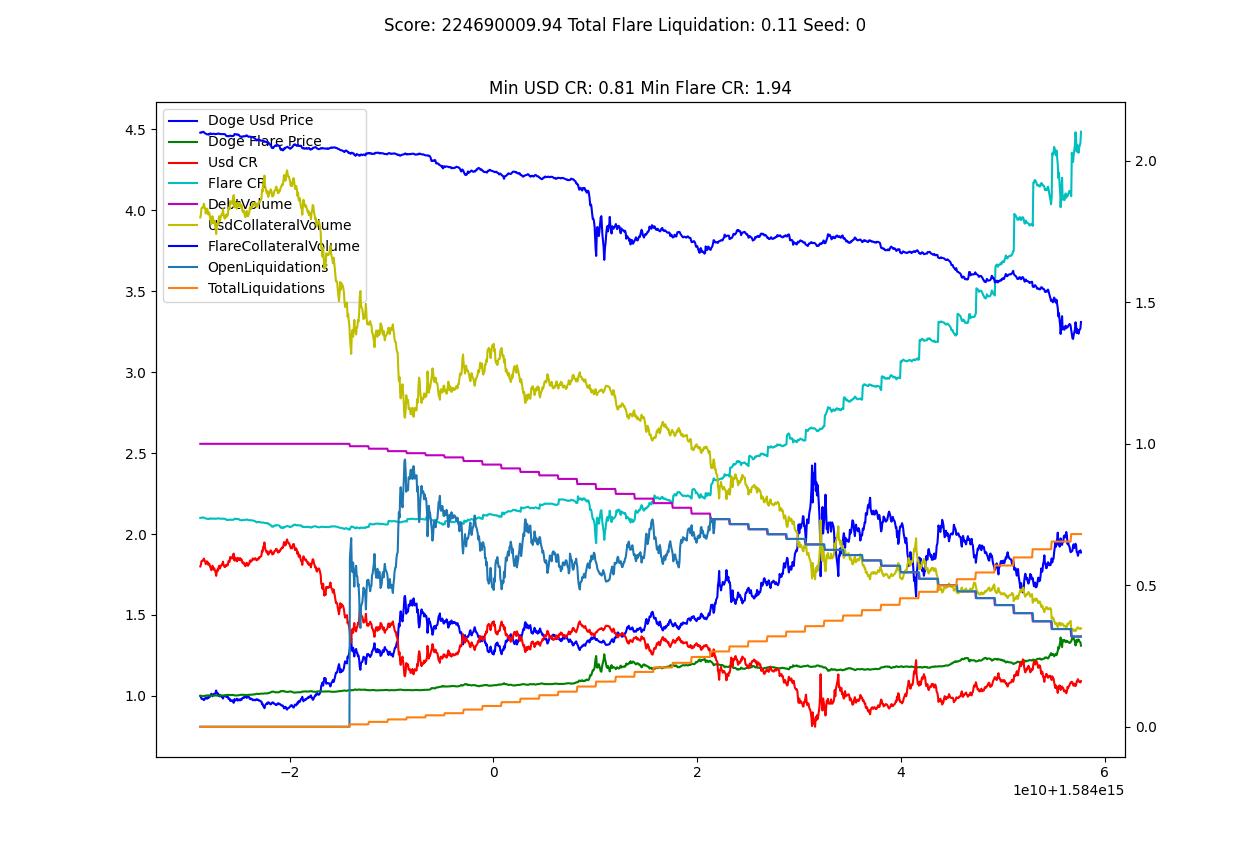 Score: 224690009.94 Total Flare Liquidation: 0.11 Seed: 0
Min USD CR: 0.81 Min Flare CR: 1.94
Doge Usd Price
Doge Flare Price
Usd CR
Flare CR
DebtVolume
UsdCollateralVolume
FlareCollateralVolume
OpenLiquidations
TotalLiquidations
4.5
4.0
3.5
3.0
2.5
2.0
1.5
1.0
2.0
1.5
1.0
0.5
0.0
−2 0 2 4 6
1e10+1.584e15